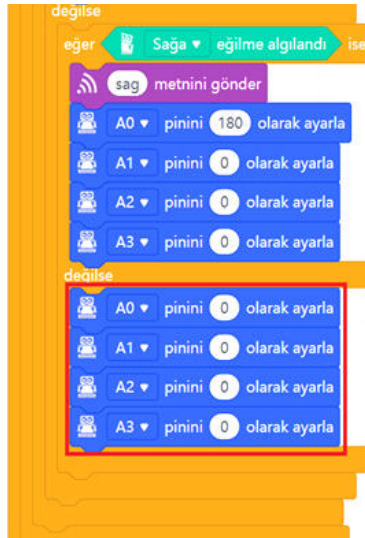 değilse
eğer Sağa eğilme algılandı ise
sag metnini gönder
A0 pinini 180 olarak ayarla
A1 pinini 0 olarak ayarla
A2 pinini 0 olarak ayarla
A3 pinini 0 olarak ayarla
değilse
A0 pinini 0 olarak ayarla
A1 pinini 0 olarak ayarla
A2 pinini 0 olarak ayarla
A3 pinini 0 olarak ayarla